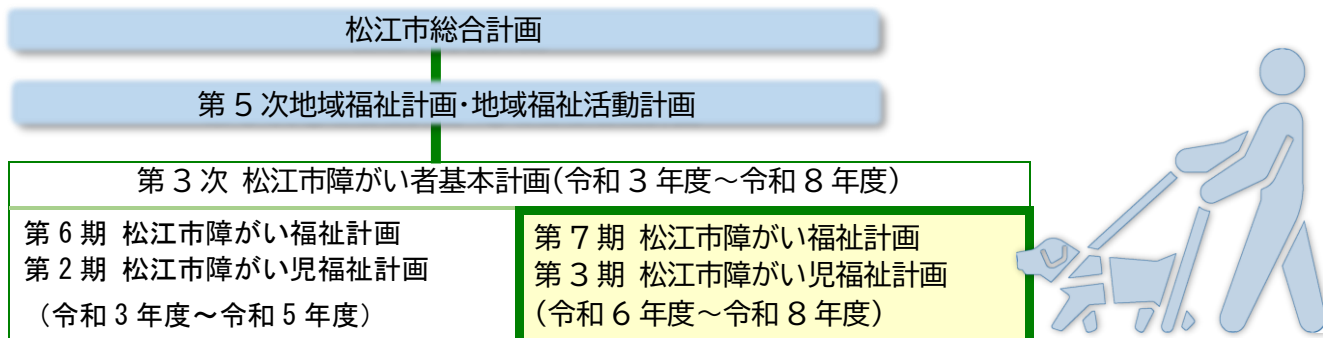 松江市総合計画
第5次地域福祉計画・地域福祉活動計画
第3次 松江市障がい者基本計画(令和3年度～令和8年度)
第6期 松江市障がい福祉計画
第2期 松江市障がい児福祉計画
(令和3年度～令和5年度)
第7期 松江市障がい福祉計画
第3期 松江市障がい児福祉計画
(令和6年度～令和8年度)